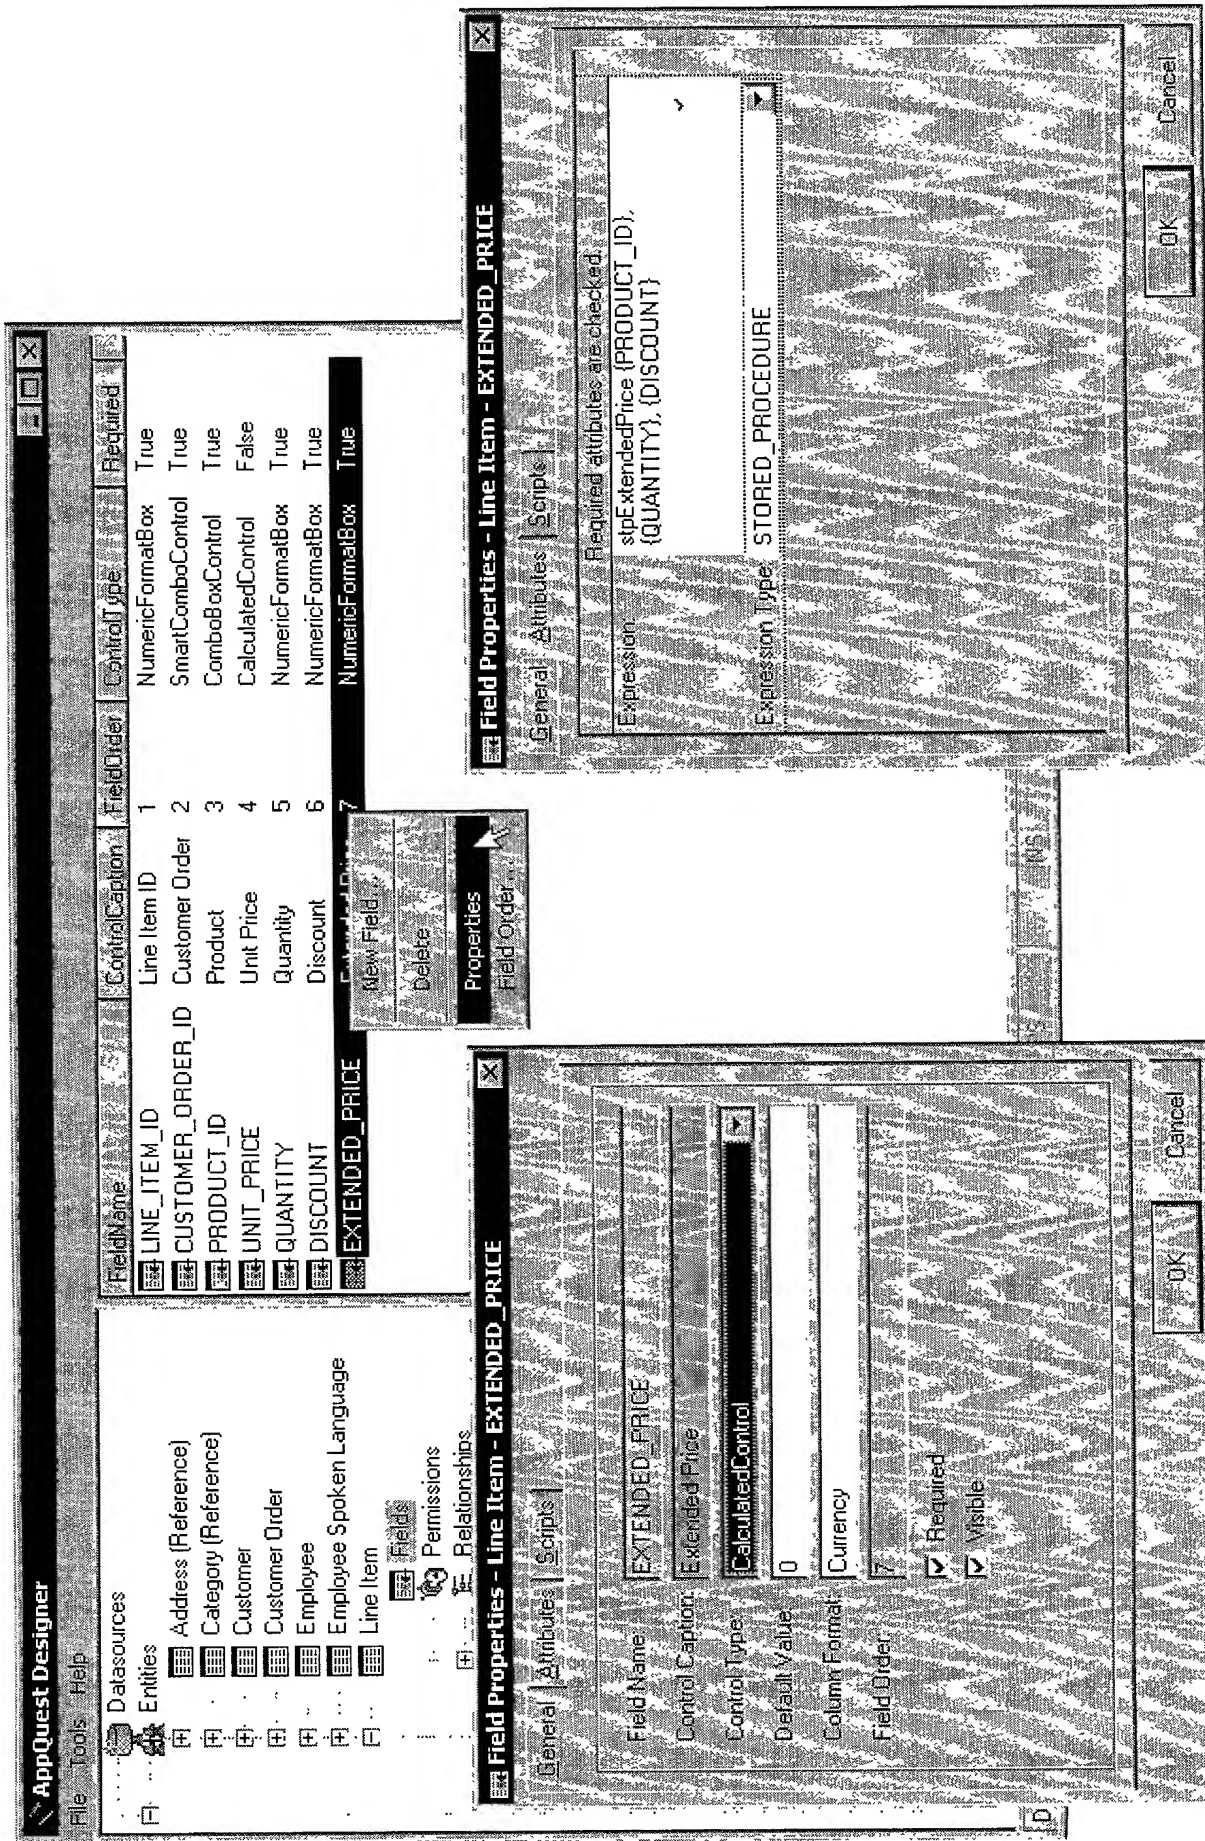 AppQuest Designer
File Tools Help
Datasources
Entities
Address (Reference)
Category (Reference)
Customer
Customer Order
Employee
Employee Spoken Language
Line Item
Fields
Permissions
Relationships
FieldName ControlCaption FieldOrder ControlType Required
LINE_ITEM_ID Line Item ID 1 NumericFormatBox True
CUSTOMER_ORDER_ID Customer Order 2 SmartComboControl True
PRODUCT_ID Product 3 ComboBoxControl True
UNIT_PRICE Unit Price 4 CalculatedControl False
QUANTITY Quantity 5 NumericFormatBox True
DISCOUNT Discount 6 NumericFormatBox True
EXTENDED_PRICE 7 NumericFormatBox True
New Field...
Delete
Properties
Field Order...
Field Properties - Line Item - EXTENDED_PRICE
General Attributes Scripts
Field Name: EXTENDED_PRICE
Control Caption: Extended Price
Control Type: CalculatedControl
Default Value: 0
Column Format: Currency
Field Order: 7
Required
Visible
OK Cancel
Field Properties - Line Item - EXTENDED_PRICE
General Attributes Scripts
Required attributes are checked.
Expression: stpExtendedPrice {PRODUCT_ID},
{QUANTITY}, {DISCOUNT}
Expression Type: STORED_PROCEDURE
OK Cancel